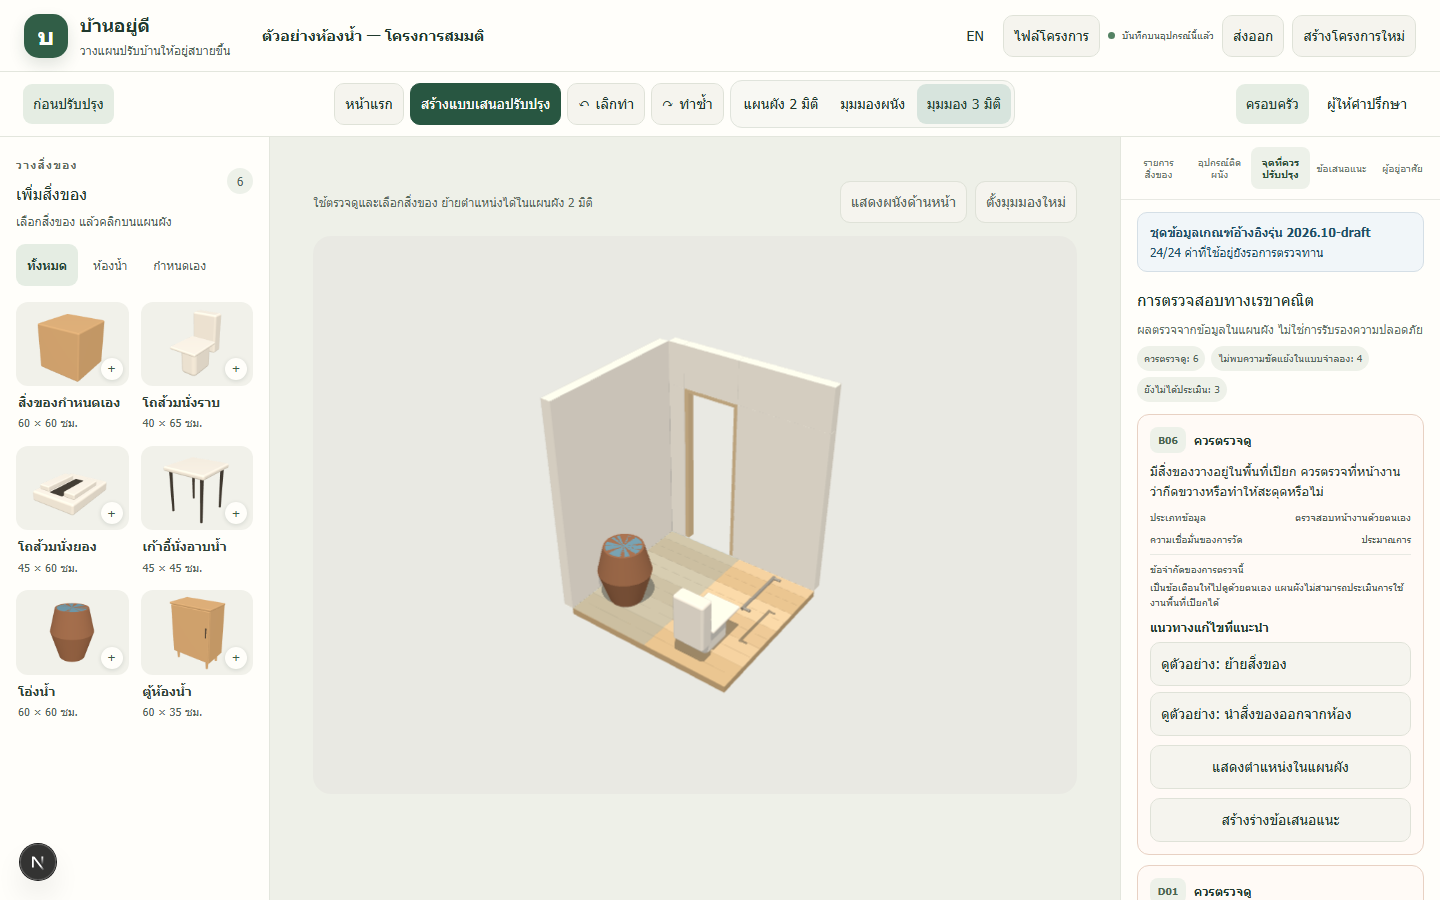 บ
บ้านอยู่ดี
วางแผนปรับบ้านให้อยู่สบายขึ้น
ตัวอย่างห้องน้ำ — โครงการสมมติ
EN
ไฟล์โครงการ
บันทึกบนอุปกรณ์นี้แล้ว
ส่งออก
สร้างโครงการใหม่
ก่อนปรับปรุง
หน้าแรก
สร้างแบบเสนอปรับปรุง
↶ เลิกทำ
↷ ทำซ้ำ
แผนผัง 2 มิติ
มุมมองผนัง
มุมมอง 3 มิติ
ครอบครัว
ผู้ให้คำปรึกษา
วางสิ่งของ
เพิ่มสิ่งของ
6
เลือกสิ่งของ แล้วคลิกบนแผนผัง
ทั้งหมด
ห้องน้ำ
กำหนดเอง
+
+
สิ่งของกำหนดเอง
60 × 60 ซม.
โถส้วมนั่งราบ
40 × 65 ซม.
+
+
โถส้วมนั่งยอง
45 × 60 ซม.
เก้าอี้นั่งอาบน้ำ
45 × 45 ซม.
+
+
โอ่งน้ำ
60 × 60 ซม.
ตู้ห้องน้ำ
60 × 35 ซม.
N
ใช้ตรวจดูและเลือกสิ่งของ ย้ายตำแหน่งได้ในแผนผัง 2 มิติ
แสดงผนังด้านหน้า
ตั้งมุมมองใหม่
รายการ
สิ่งของ
อุปกรณ์ติด
ผนัง
จุดที่ควร
ปรับปรุง
ข้อเสนอแนะ
ผู้อยู่อาศัย
ชุดข้อมูลเกณฑ์อ้างอิงรุ่น 2026.10-draft
24/24 ค่าที่ใช้อยู่ยังรอการตรวจทาน
การตรวจสอบทางเรขาคณิต
ผลตรวจจากข้อมูลในแผนผัง ไม่ใช่การรับรองความปลอดภัย
ควรตรวจดู: 6
ไม่พบความขัดแย้งในแบบจำลอง: 4
ยังไม่ได้ประเมิน: 3
B06
ควรตรวจดู
มีสิ่งของวางอยู่ในพื้นที่เปียก ควรตรวจที่หน้างาน
ว่ากีดขวางหรือทำให้สะดุดหรือไม่
ประเภทข้อมูล
ตรวจสอบหน้างานด้วยตนเอง
ความเชื่อมั่นของการวัด
ประมาณการ
ข้อจำกัดของการตรวจนี้
เป็นข้อเตือนให้ไปดูด้วยตนเอง แผนผังไม่สามารถประเมินการใช้
งานพื้นที่เปียกได้
แนวทางแก้ไขที่แนะนำ
ดูตัวอย่าง: ย้ายสิ่งของ
ดูตัวอย่าง: นำสิ่งของออกจากห้อง
แสดงตำแหน่งในแผนผัง
สร้างร่างข้อเสนอแนะ
D01
ควรตรวจดู